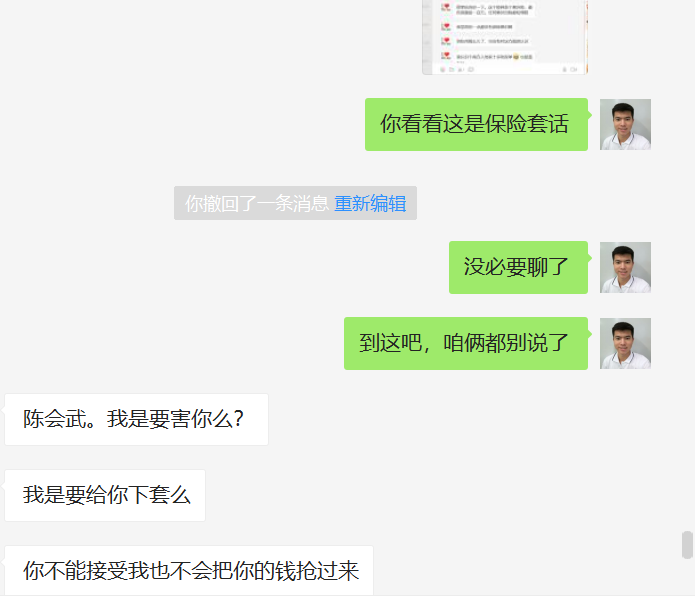 你看看这是保险套话
你撤回了一条消息 重新编辑
没必要聊了
到这吧，咱俩都别说了
陈会武。我是要害你么？
我是要给你下套么
你不能接受我也不会把你的钱抢过来